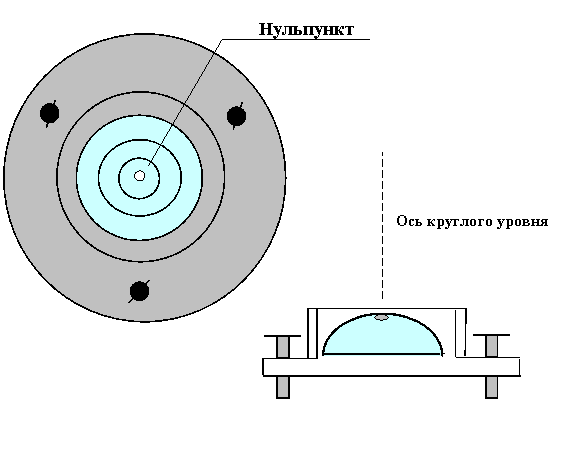 Нульпункт
Ось круглого уровня